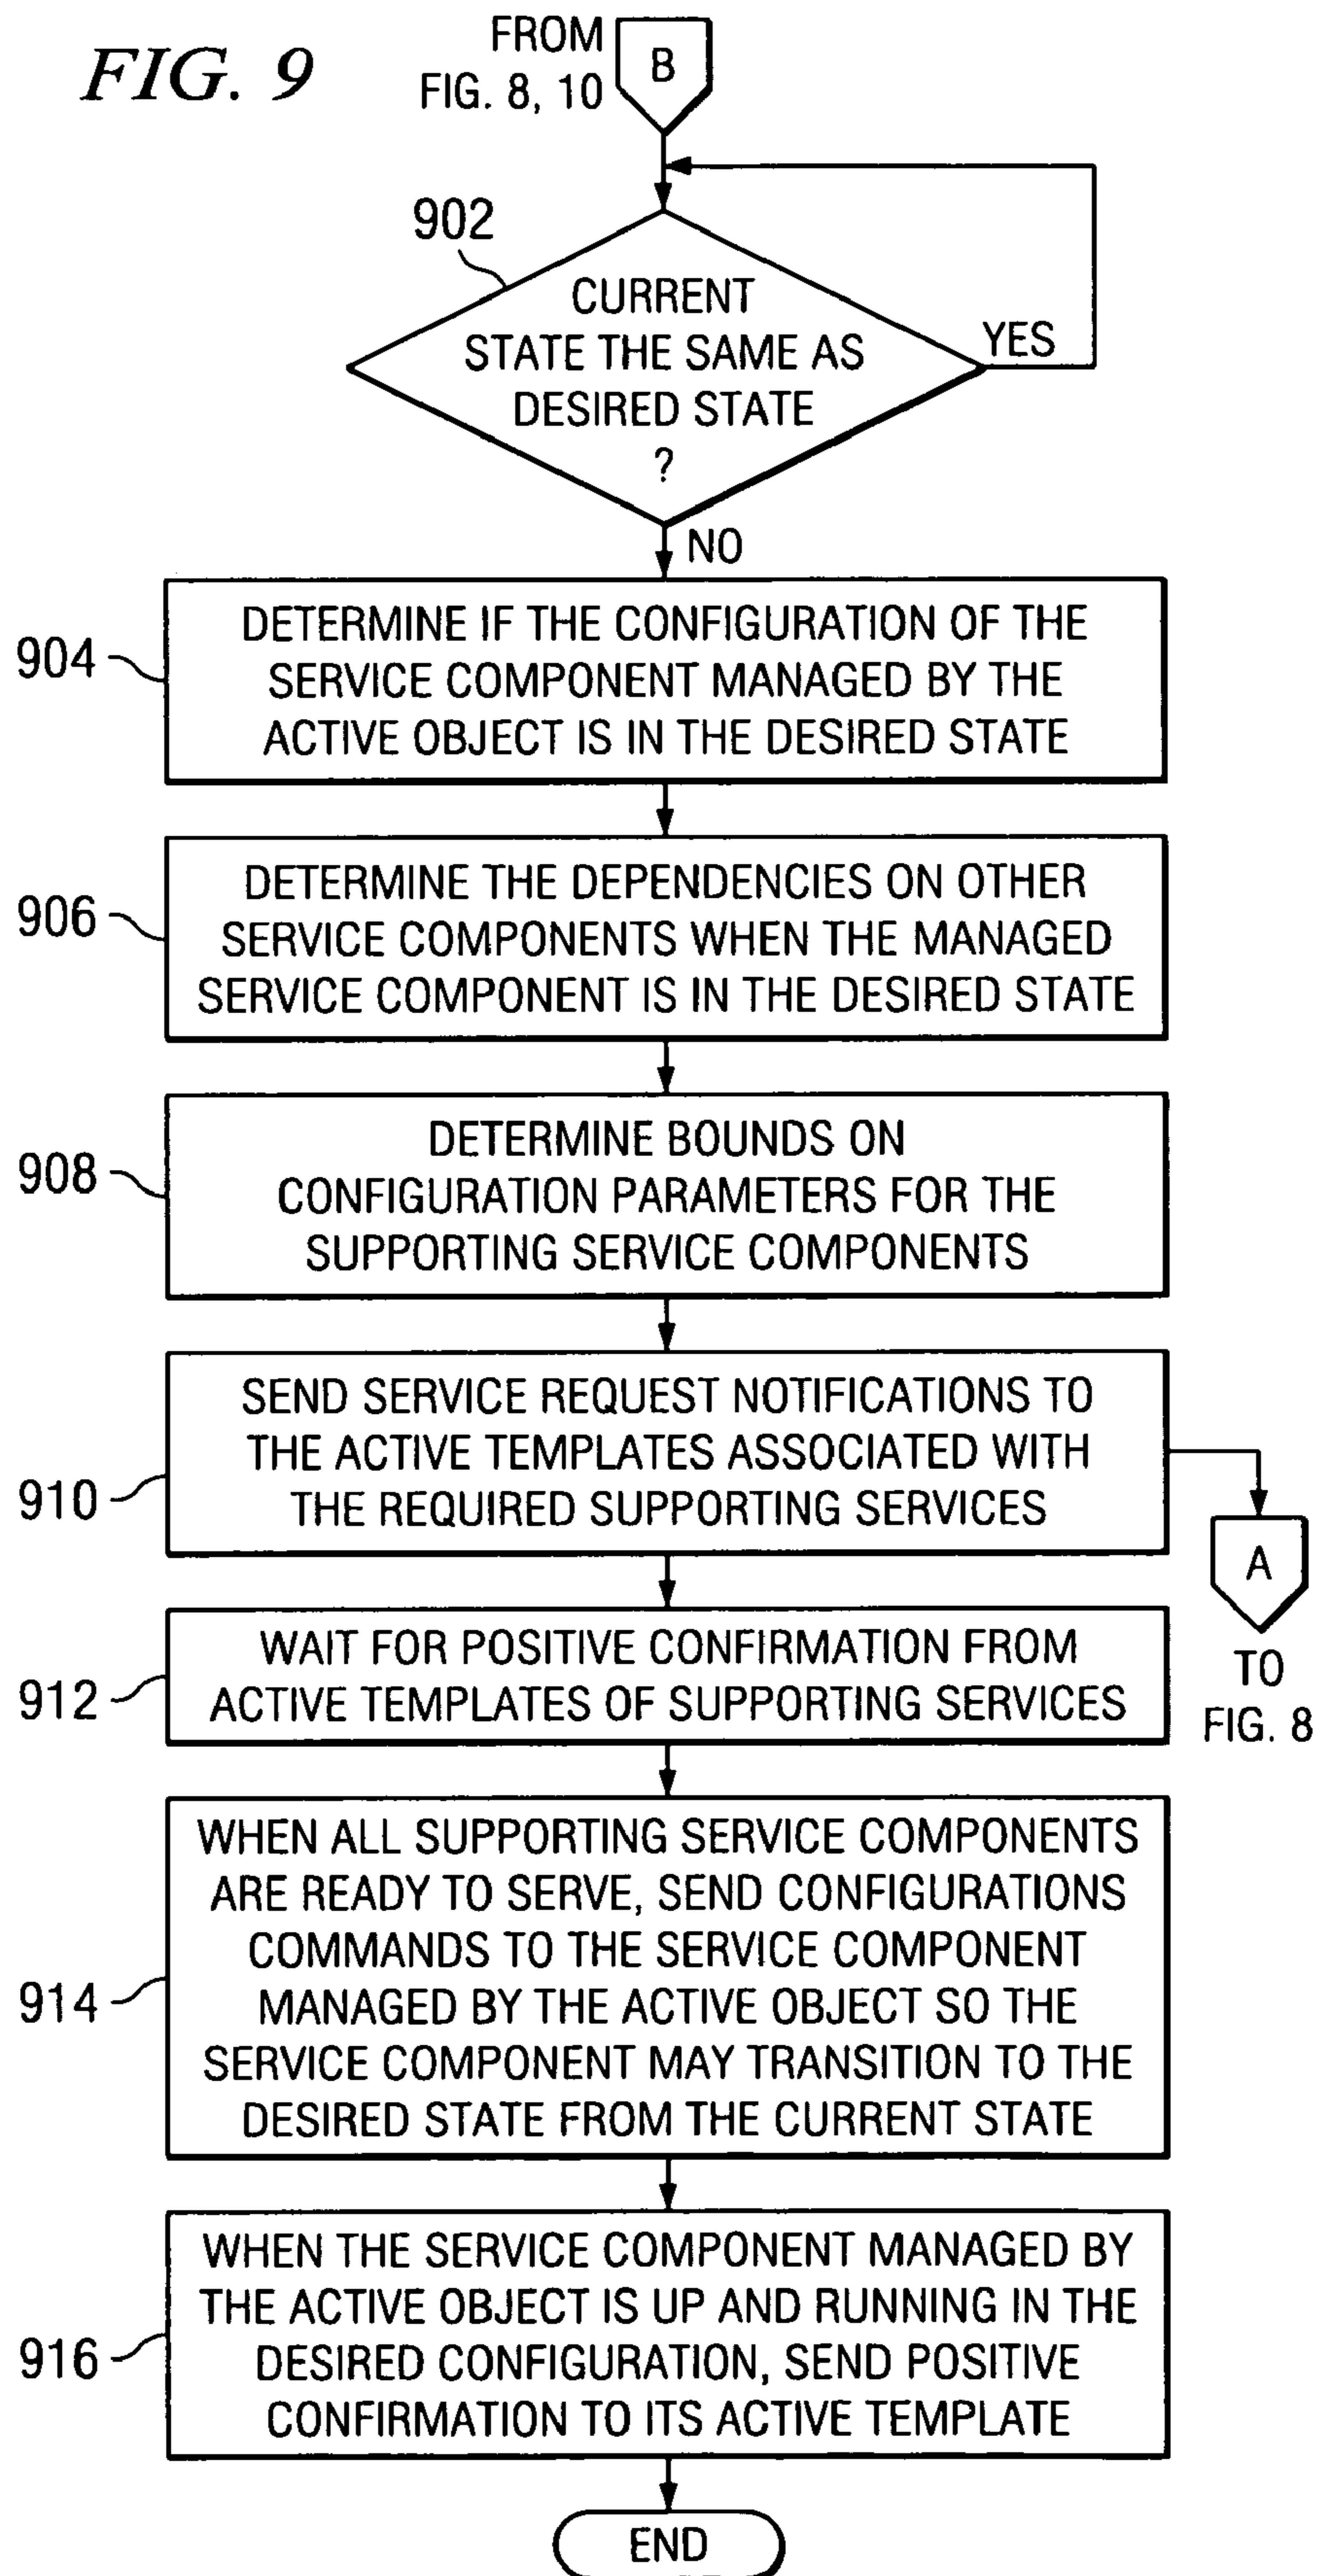 FIG. 9
FROM
FIG. 8, 10
B
902
CURRENT
STATE THE SAME AS
DESIRED STATE
?
YES
NO
904
DETERMINE IF THE CONFIGURATION OF THE
SERVICE COMPONENT MANAGED BY THE
ACTIVE OBJECT IS IN THE DESIRED STATE
906
DETERMINE THE DEPENDENCIES ON OTHER
SERVICE COMPONENTS WHEN THE MANAGED
SERVICE COMPONENT IS IN THE DESIRED STATE
908
DETERMINE BOUNDS ON
CONFIGURATION PARAMETERS FOR THE
SUPPORTING SERVICE COMPONENTS
910
SEND SERVICE REQUEST NOTIFICATIONS TO
THE ACTIVE TEMPLATES ASSOCIATED WITH
THE REQUIRED SUPPORTING SERVICES
A
TO
FIG. 8
912
WAIT FOR POSITIVE CONFIRMATION FROM
ACTIVE TEMPLATES OF SUPPORTING SERVICES
914
WHEN ALL SUPPORTING SERVICE COMPONENTS
ARE READY TO SERVE, SEND CONFIGURATIONS
COMMANDS TO THE SERVICE COMPONENT
MANAGED BY THE ACTIVE OBJECT SO THE
SERVICE COMPONENT MAY TRANSITION TO THE
DESIRED STATE FROM THE CURRENT STATE
916
WHEN THE SERVICE COMPONENT MANAGED BY
THE ACTIVE OBJECT IS UP AND RUNNING IN THE
DESIRED CONFIGURATION, SEND POSITIVE
CONFIRMATION TO ITS ACTIVE TEMPLATE
END